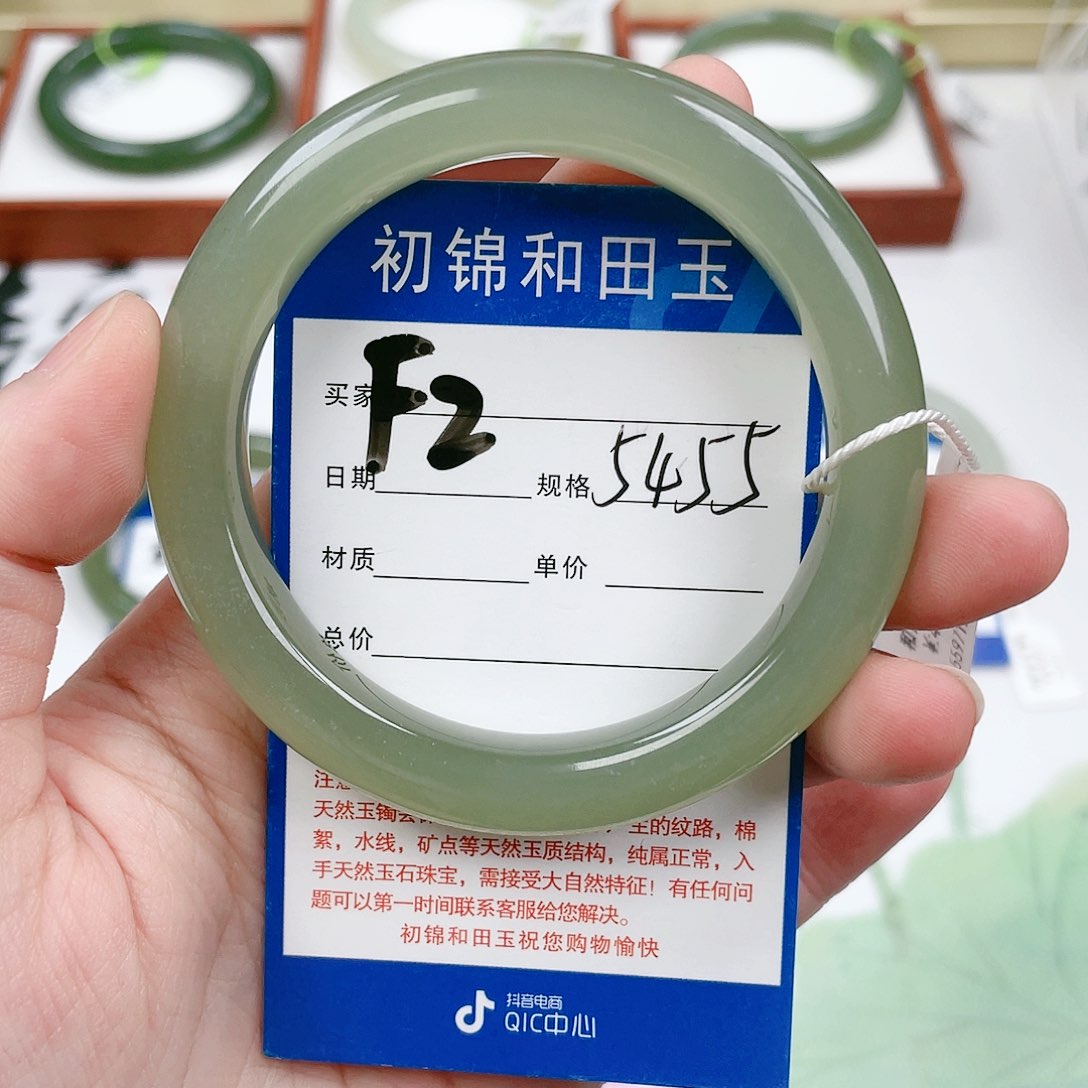 初锦和田玉
买家 F2
日期 规格 5455
材质 单价
总价
天然玉镯会 生的纹路，棉
絮，水线，矿点等天然玉质结构，纯属正常，入
手天然玉石珠宝，需接受大自然特征！有任何问
题可以第一时间联系客服给您解决。
初锦和田玉祝您购物愉快
抖音电商
QIC中心